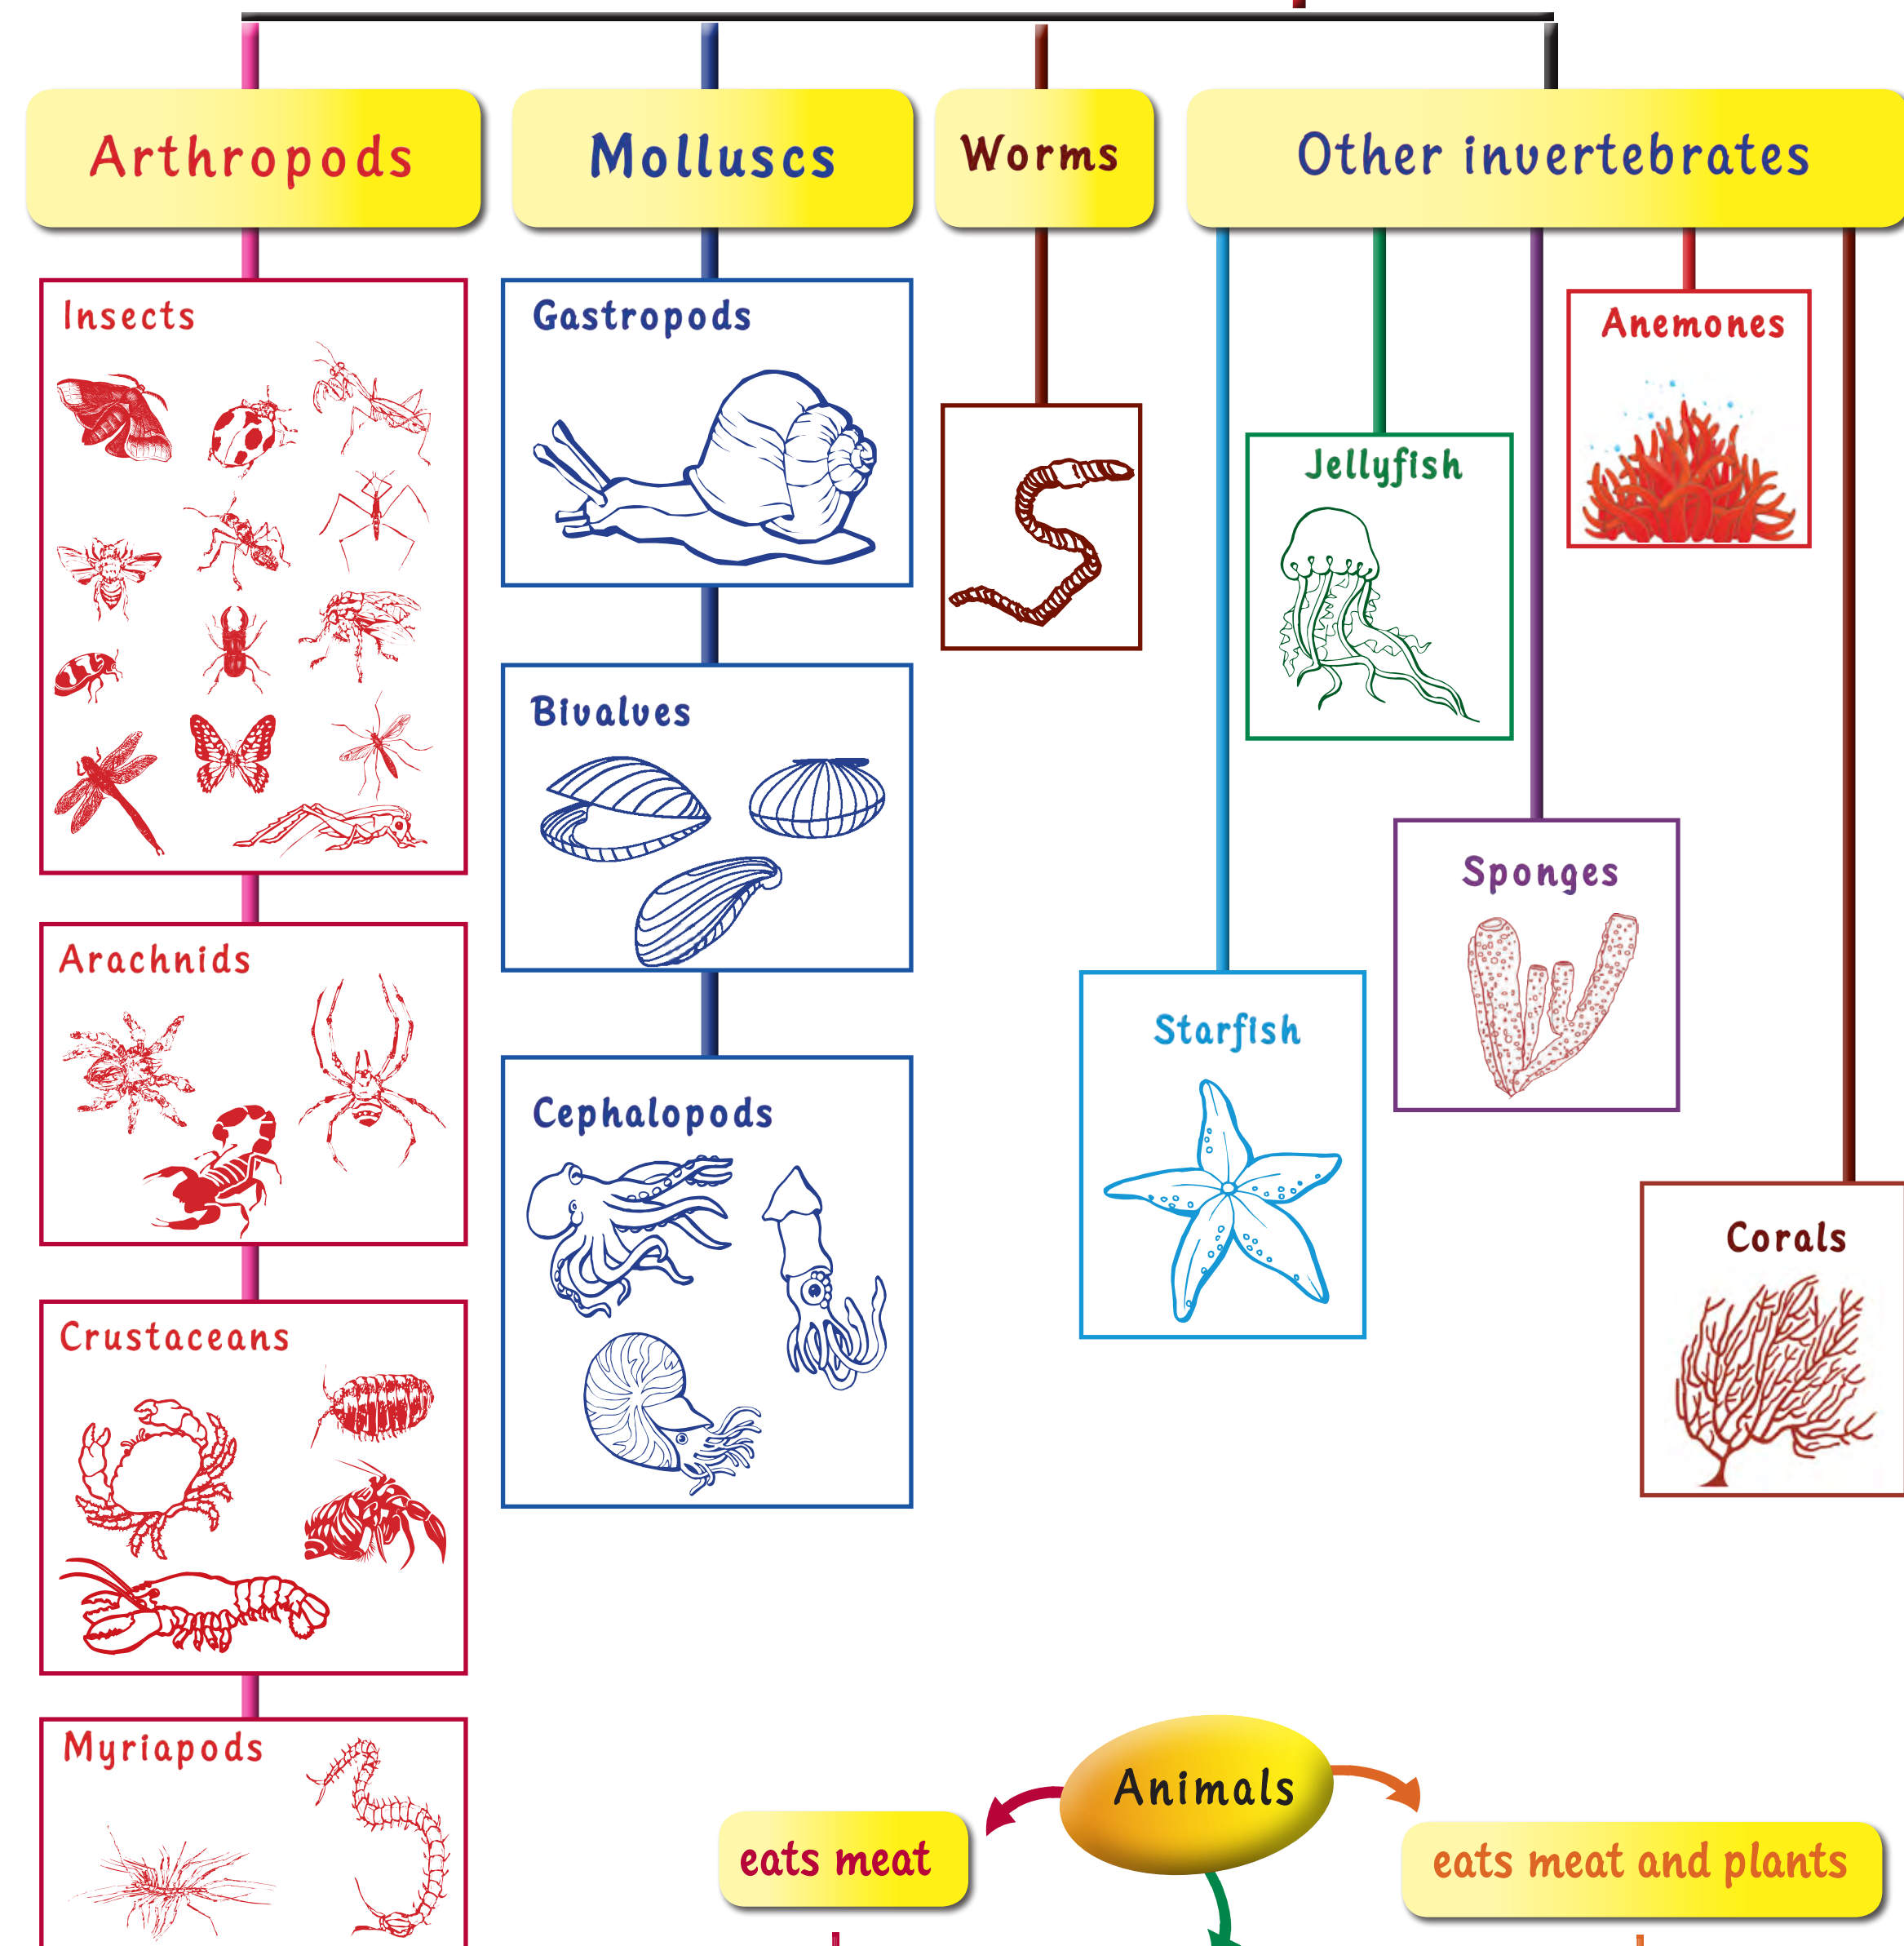 Arthropods
Molluscs
Worms
Other invertebrates
Insects
Gastropods
Anemones
Jellyfish
Bivalves
Sponges
Arachnids
Starfish
Cephalopods
Corals
Crustaceans
Myriapods
Animals
eats meat
eats meat and plants